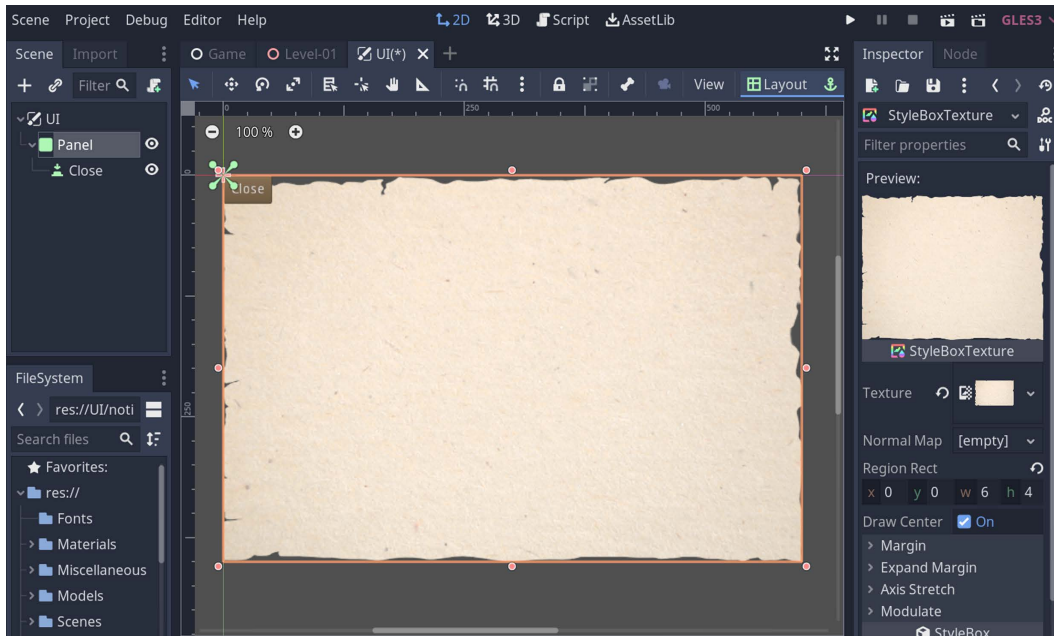 Scene Project Debug Editor Help 2D 3D Script AssetLib GLES3
Scene Import
Game Level-01 UI(*)
Inspector Node
Filter
View Layout
UI
Panel
Close
0 250 500
100 %
0
250
Close
StyleBoxTexture
DOC
Filter properties
Preview:
StyleBoxTexture
Texture
Normal Map [empty]
Region Rect
x 0 y 0 w 6 h 4
Draw Center On
Margin
Expand Margin
Axis Stretch
Modulate
StyleBox
FileSystem
res://UI/noti
Search files
Favorites:
res://
Fonts
Materials
Miscellaneous
Models
Scenes